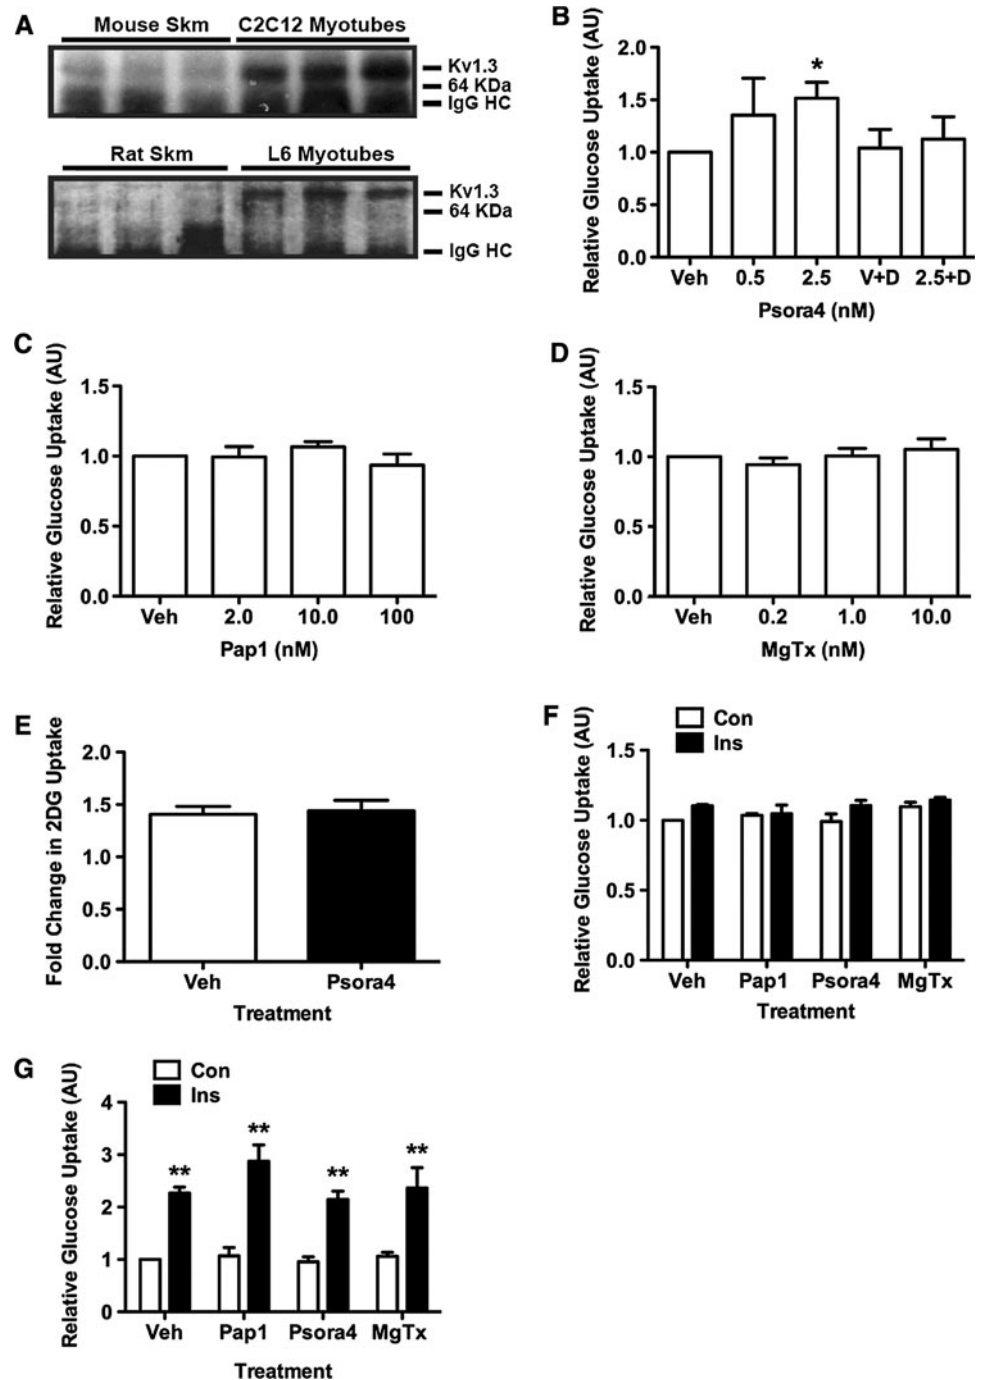 A
Mouse Skm C2C12 Myotubes
Kv1.3
64 KDa
IgG HC
Rat Skm L6 Myotubes
Kv1.3
64 KDa
IgG HC
B
Relative Glucose Uptake (AU)
2.0
1.5
1.0
0.5
0.0
*
Veh 0.5 2.5 V+D 2.5+D
Psora4 (nM)
C
Relative Glucose Uptake (AU)
1.5
1.0
0.5
0.0
Veh 2.0 10.0 100
Pap1 (nM)
D
Relative Glucose Uptake (AU)
1.5
1.0
0.5
0.0
Veh 0.2 1.0 10.0
MgTx (nM)
E
Fold Change in 2DG Uptake
2.0
1.5
1.0
0.5
0.0
Veh Psora4
Treatment
F
Con
Ins
Relative Glucose Uptake (AU)
1.5
1.0
0.5
0.0
Veh Pap1 Psora4 MgTx
Treatment
G
Con
Ins
Relative Glucose Uptake (AU)
4
3
2
1
0
** ** ** **
Veh Pap1 Psora4 MgTx
Treatment